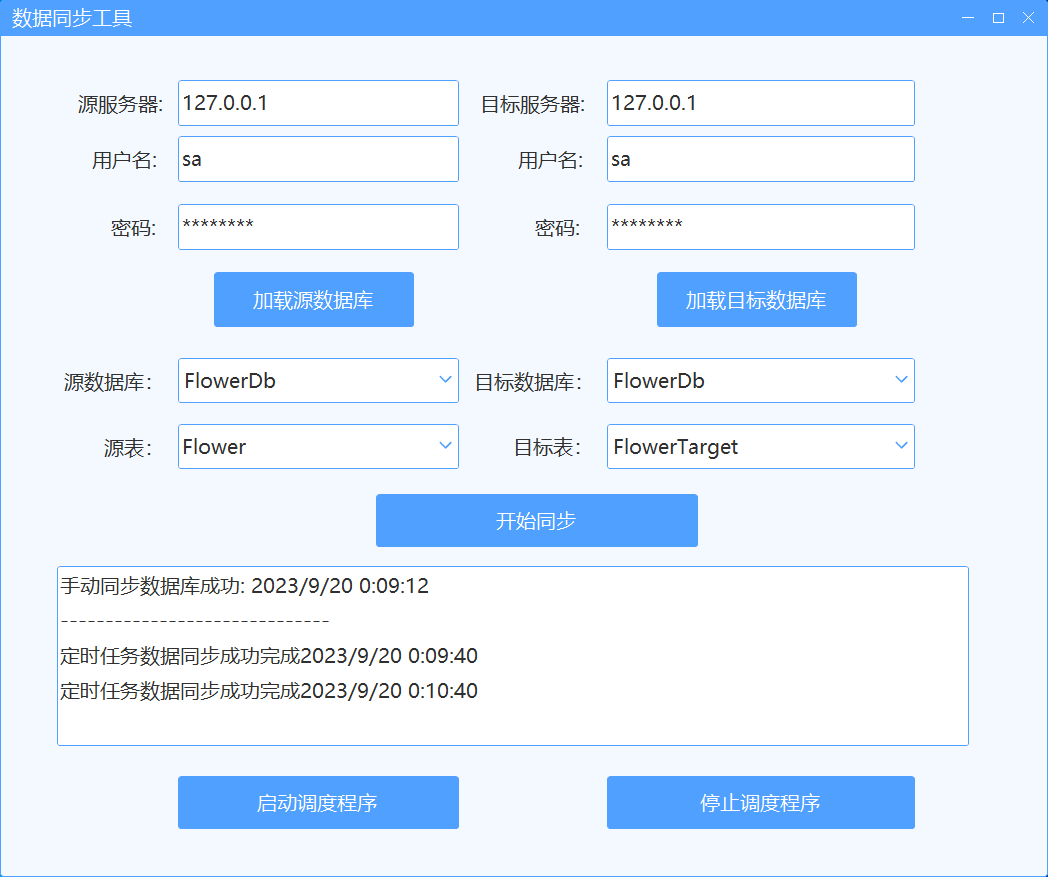 数据同步工具
源服务器: 127.0.0.1 目标服务器: 127.0.0.1
用户名: sa 用户名: sa
密码: ******** 密码: ********
加载源数据库 加载目标数据库
源数据库： FlowerDb 目标数据库： FlowerDb
源表： Flower 目标表： FlowerTarget
开始同步
手动同步数据库成功: 2023/9/20 0:09:12
------------------------------
定时任务数据同步成功完成2023/9/20 0:09:40
定时任务数据同步成功完成2023/9/20 0:10:40
启动调度程序 停止调度程序